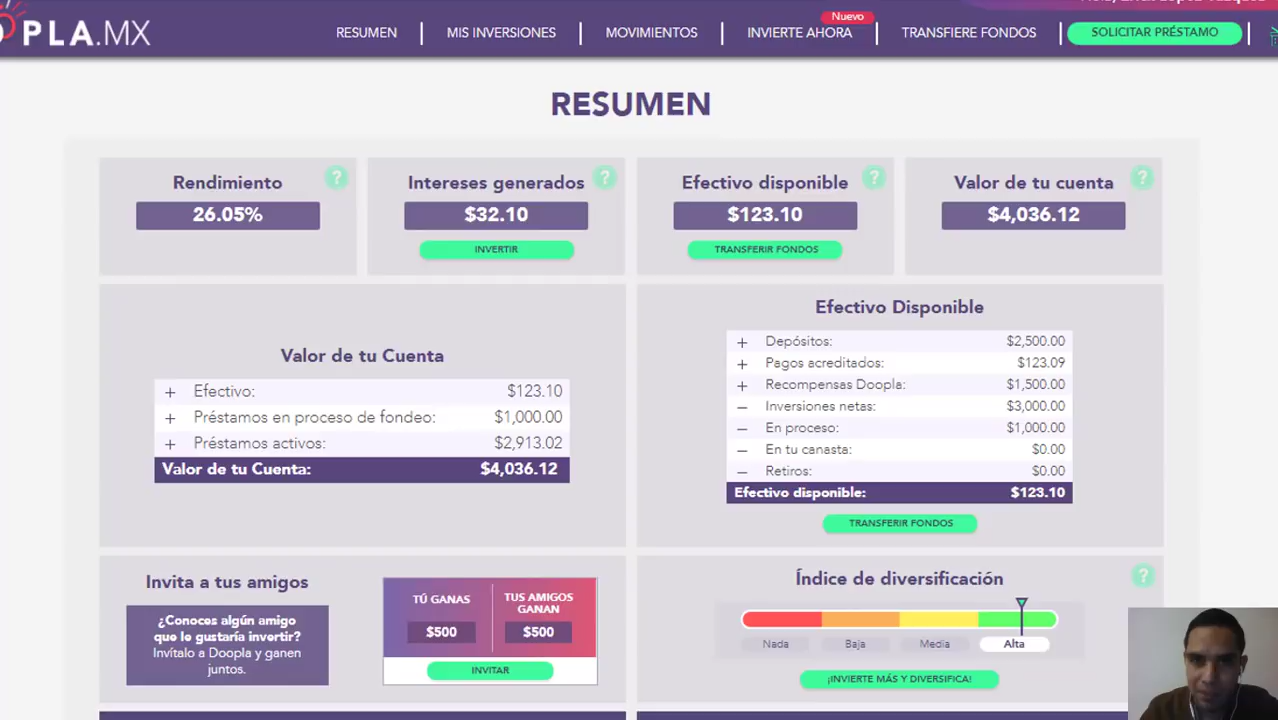 OPLA.MX
RESUMEN
MIS INVERSIONES
MOVIMIENTOS
Nuevo
INVIERTE AHORA
TRANSFIERE FONDOS
SOLICITAR PRÉSTAMO
RESUMEN
Rendimiento
?
26.05%
Intereses generados
?
$32.10
INVERTIR
Efectivo disponible
?
$123.10
TRANSFERIR FONDOS
Valor de tu cuenta
?
$4,036.12
Valor de tu Cuenta
+ Efectivo: $123.10
+ Préstamos en proceso de fondeo: $1,000.00
+ Préstamos activos: $2,913.02
Valor de tu Cuenta: $4,036.12
Efectivo Disponible
+ Depósitos: $2,500.00
+ Pagos acreditados: $123.09
+ Recompensas Doopla: $1,500.00
– Inversiones netas: $3,000.00
– En proceso: $1,000.00
– En tu canasta: $0.00
– Retiros: $0.00
Efectivo disponible: $123.10
TRANSFERIR FONDOS
Invita a tus amigos
¿Conoces algún amigo
que le gustaría invertir?
Invítalo a Doopla y ganen
juntos.
TÚ GANAS
$500
TUS AMIGOS
GANAN
$500
INVITAR
Índice de diversificación
?
Nada
Baja
Media
Alta
¡INVIERTE MÁS Y DIVERSIFICA!